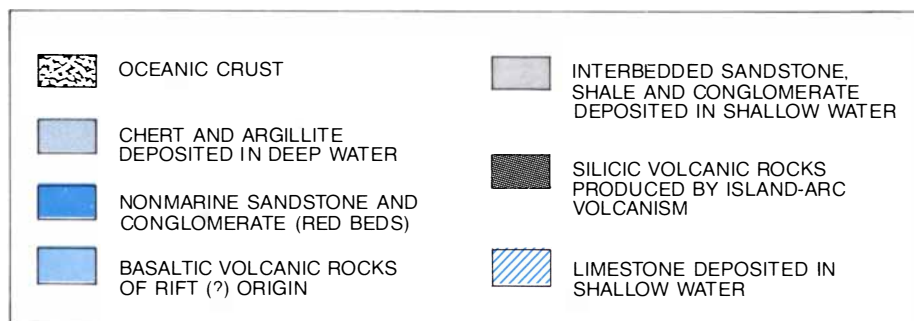 OCEANIC CRUST
CHERT AND ARGILLITE
DEPOSITED IN DEEP WATER
NONMARINE SANDSTONE AND
CONGLOMERATE (RED BEDS)
BASALTIC VOLCANIC ROCKS
OF RIFT (?) ORIGIN
INTERBEDDED SANDSTONE,
SHALE AND CONGLOMERATE
DEPOSITED IN SHALLOW WATER
SILICIC VOLCANIC ROCKS
PRODUCED BY ISLAND-ARC
VOLCANISM
LIMESTONE DEPOSITED IN
SHALLOW WATER